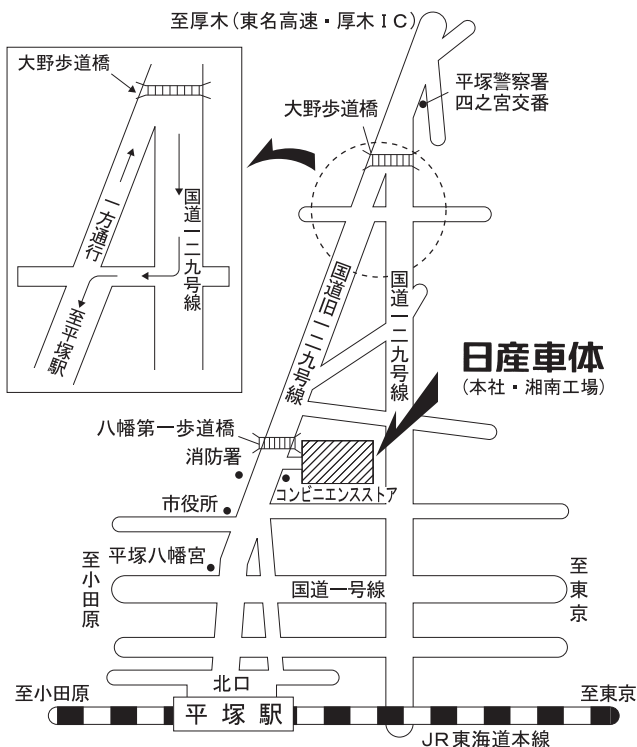 至厚木(東名高速・厚木IC)
大野歩道橋
一方通行
国道一二九号線
至平塚駅
平塚警察署
四之宮交番
大野歩道橋
国道旧一二九号線
国道一二九号線
日産車体
(本社・湘南工場)
八幡第一歩道橋
消防署
コンビニエンスストア
市役所
平塚八幡宮
至小田原
国道一号線
至東京
北口
至小田原
平塚駅
至東京
JR東海道本線